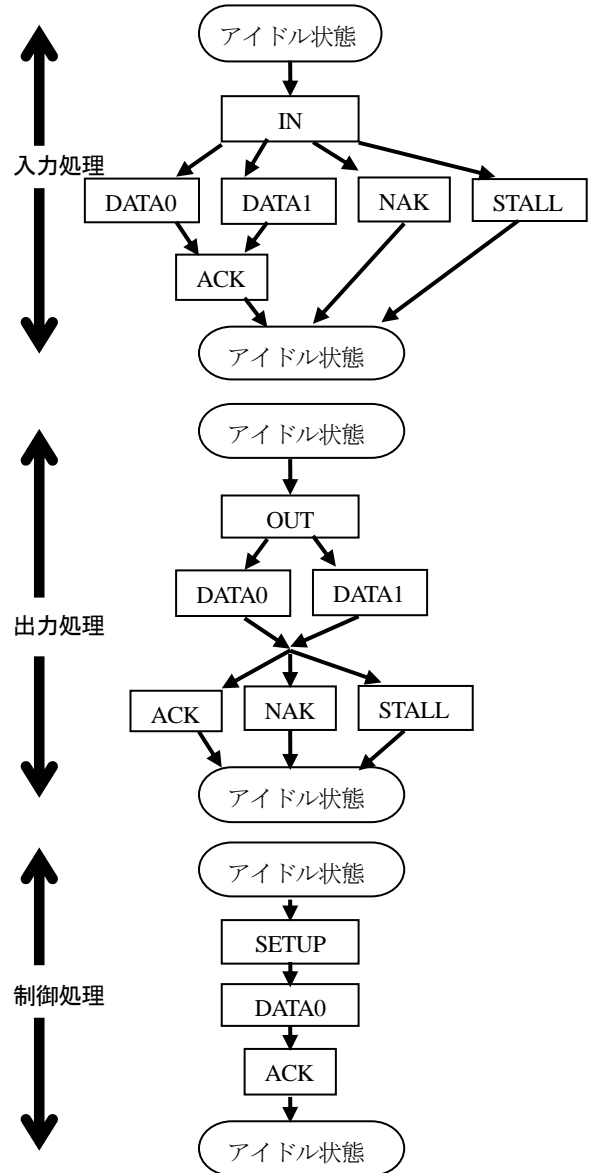 アイドル状態
IN
入力処理
DATA0
DATA1
NAK
STALL
ACK
アイドル状態
アイドル状態
OUT
DATA0
DATA1
出力処理
ACK
NAK
STALL
アイドル状態
アイドル状態
SETUP
制御処理
DATA0
ACK
アイドル状態